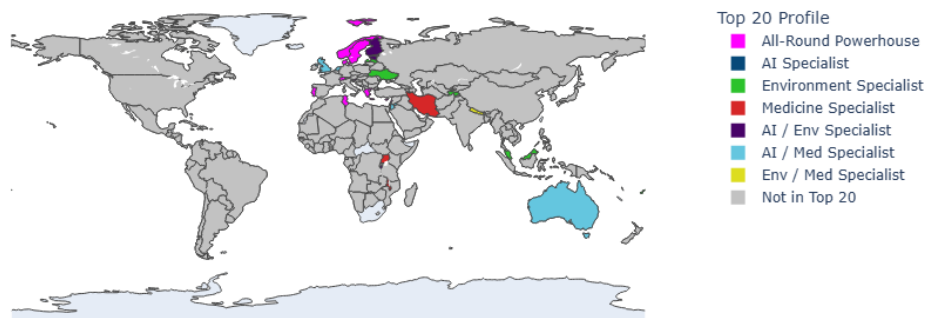 Top 20 Profile
All-Round Powerhouse
AI Specialist
Environment Specialist
Medicine Specialist
AI / Env Specialist
AI / Med Specialist
Env / Med Specialist
Not in Top 20